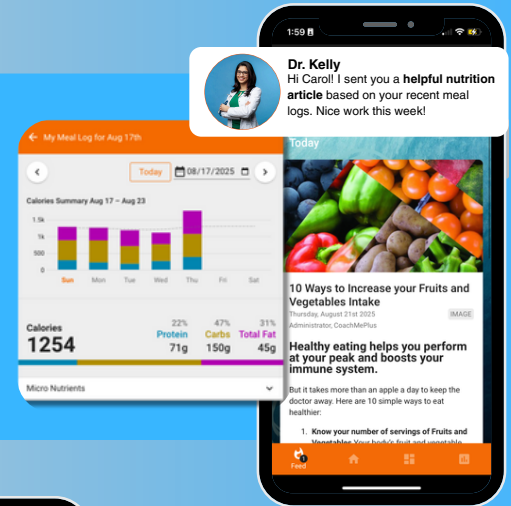 1:59
Dr. Kelly
Hi Carol! I sent you a helpful nutrition
article based on your recent meal
logs. Nice work this week!
My Meal Log for Aug 17th
Today
08/17/2025
Calories Summary Aug 17 – Aug 23
1.5k
1k
500
0
Sun Mon Tue Wed Thu Fri Sat
Calories
1254
22% 47% 31%
Protein Carbs Total Fat
71g 150g 45g
Micro Nutrients
Today
10 Ways to Increase your Fruits and
Vegetables Intake
Thursday, August 21st 2025
IMAGE
Administrator, CoachMePlus
Healthy eating helps you perform
at your peak and boosts your
immune system.
But it takes more than an apple a day to keep the
doctor away. Here are 10 simple ways to eat
healthier:
1. Know your number of servings of Fruits and
Vegetables Your body's fruit and vegetable
1
Feed